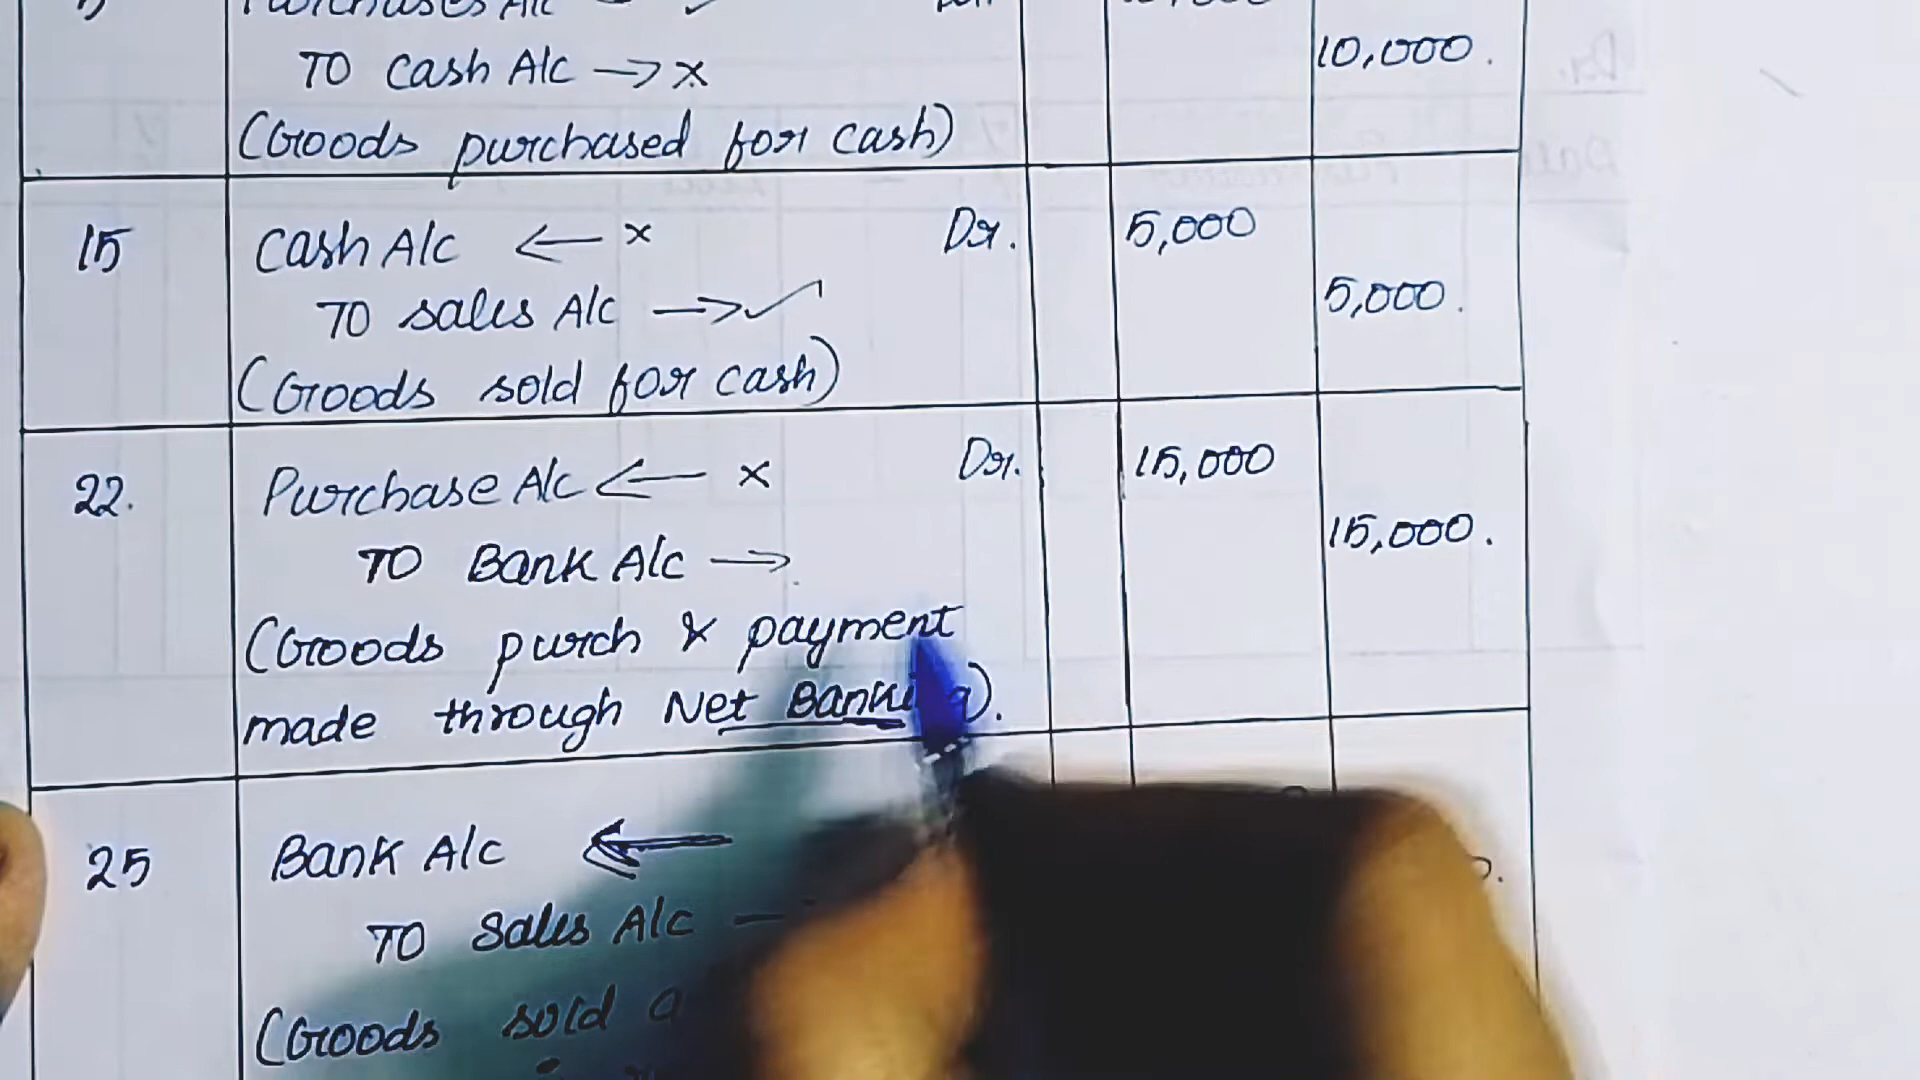 Purchases A/c
10,000.
TO Cash A/c → x
(Goods purchased for cash)
15 Cash A/c ← x Dr. 5,000
TO Sales A/c → ✓ 5,000.
(Goods sold for cash)
22. Purchase A/c ← x Dr. 15,000
TO Bank A/c → 15,000.
(Goods purch & payment
made through Net Banking).
25 Bank A/c ←
TO Sales A/c
(Goods sold